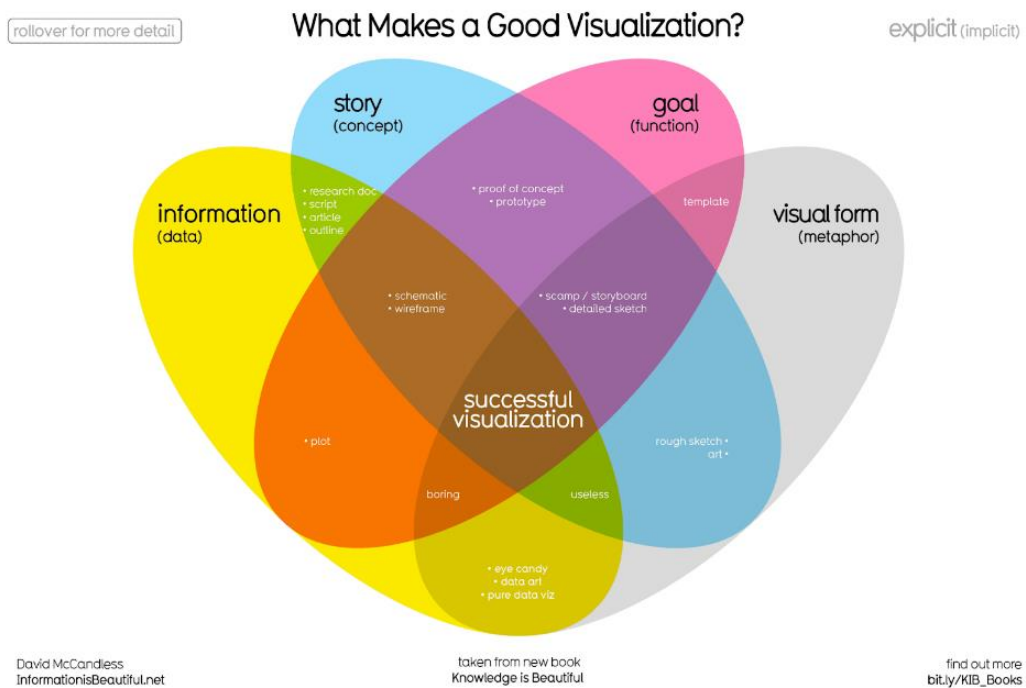 What Makes a Good Visualization?
rollover for more detail
explicit (implicit)
story
(concept)
goal
(function)
information
(data)
visual form
(metaphor)
• research doc
• script
• article
• outline
• proof of concept
• prototype
template
• schematic
• wireframe
• scamp / storyboard
• detailed sketch
successful
visualization
• plot
rough sketch •
art •
boring
useless
• eye candy
• data art
• pure data viz
David McCandless
InformationisBeautiful.net
taken from new book
Knowledge is Beautiful
find out more
bit.ly/KIB_Books